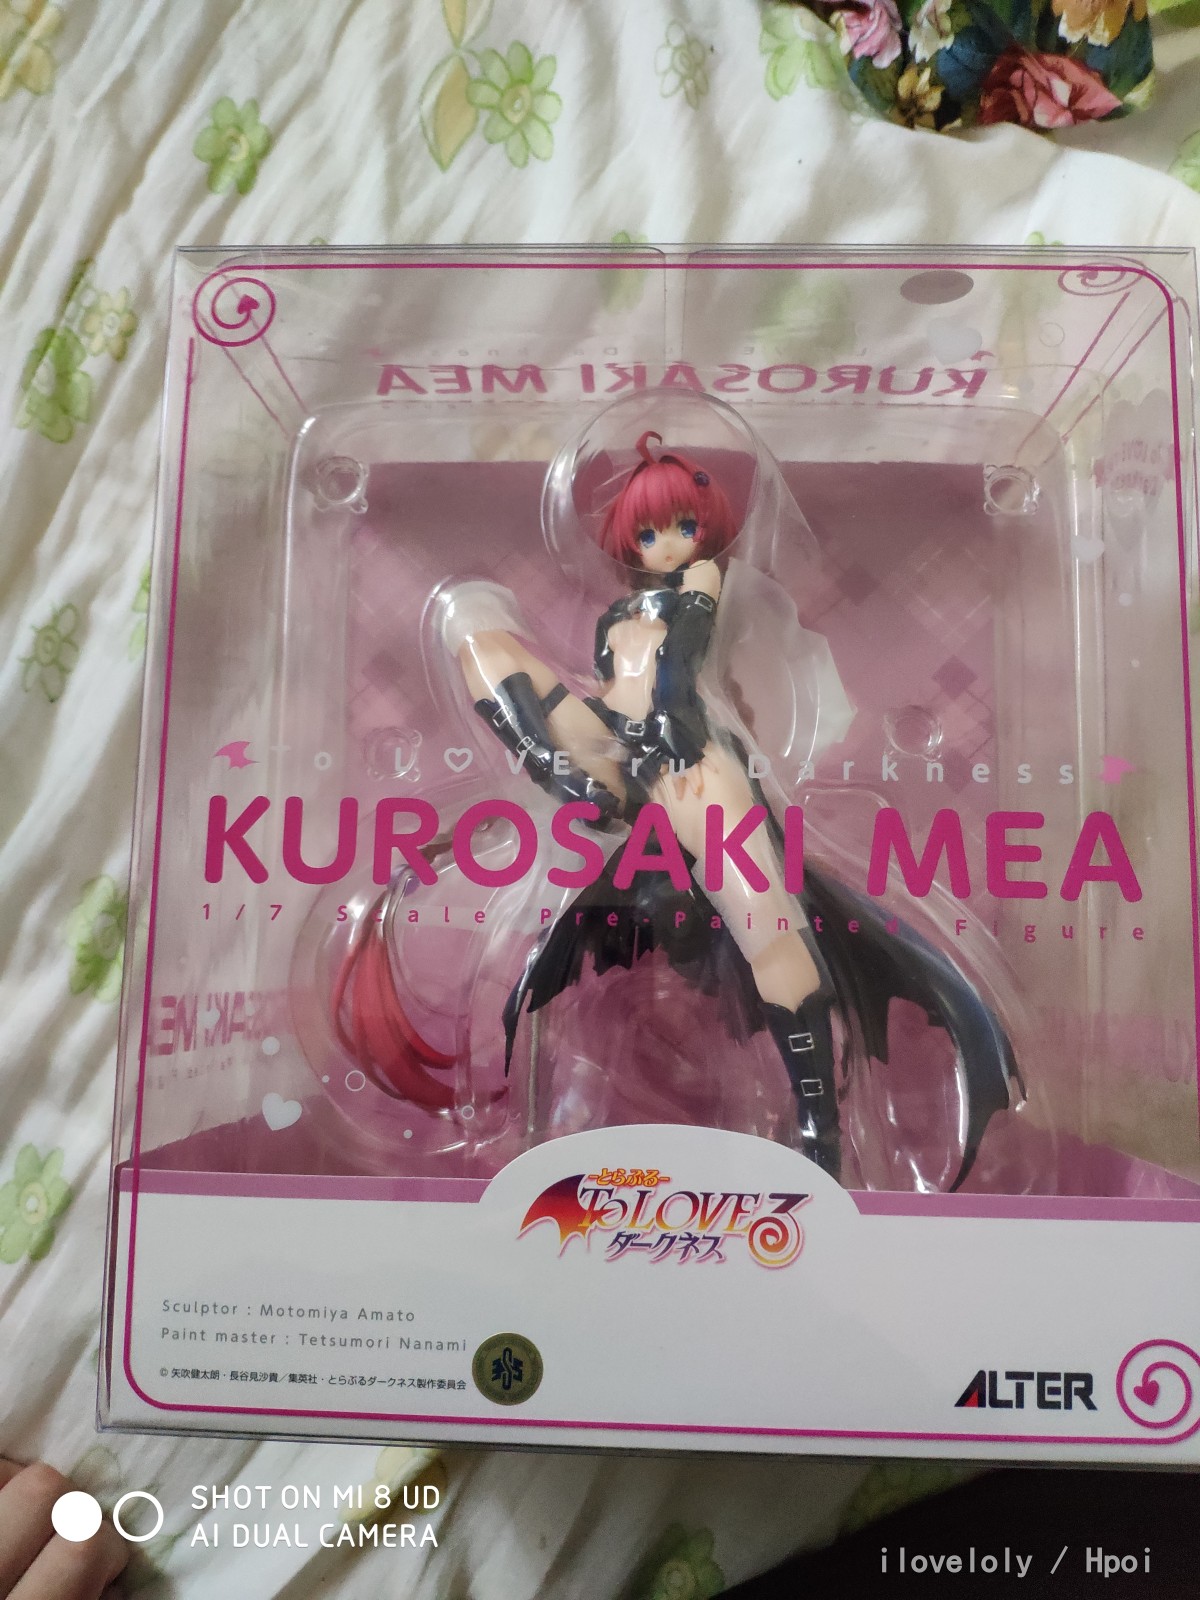 KUROSAKI MEA
To L♡VE-ru Darkness
KUROSAKI MEA
1/7 Scale Pre-Painted Figure
-とらぶる-
To LOVEる
ダークネス
Sculptor : Motomiya Amato
Paint master : Tetsumori Nanami
© 矢吹健太朗・長谷見沙貴／集英社・とらぶるダークネス製作委員会
ALTER
SHOT ON MI 8 UD
AI DUAL CAMERA
iloveloly / Hpoi